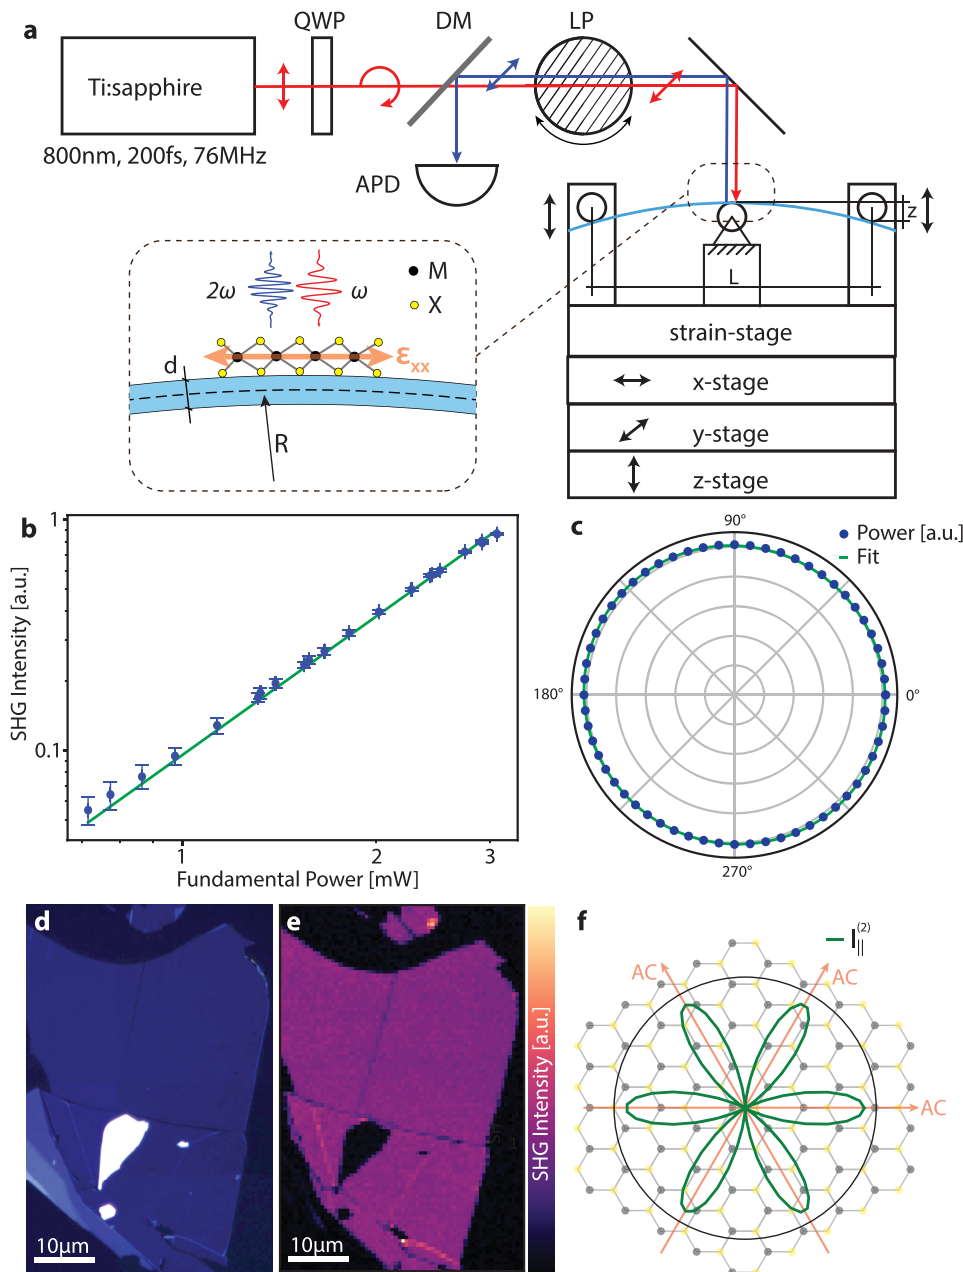 a
QWP
DM
LP
Ti:sapphire
800nm, 200fs, 76MHz
APD
z
L
2ω
ω
M
X
εxx
d
R
strain-stage
x-stage
y-stage
z-stage
b
1
0.1
SHG Intensity [a.u.]
1
2
3
Fundamental Power [mW]
c
90°
Power [a.u.]
Fit
180°
0°
270°
d
10μm
e
10μm
SHG Intensity [a.u.]
f
I||(2)
AC
AC
AC